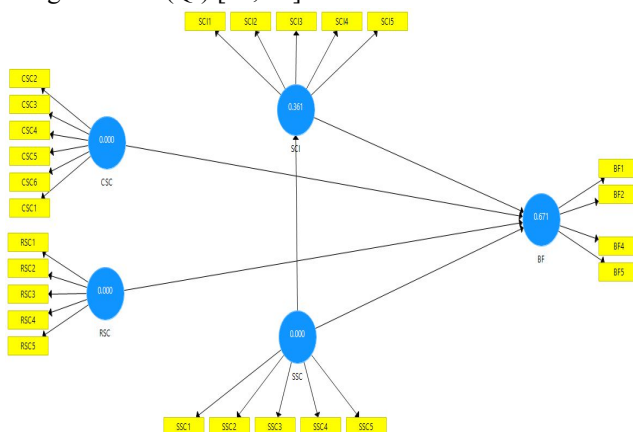 SCI1 SCI2 SCI3 SCI4 SCI5
0.361
SCI
CSC2
CSC3
CSC4
CSC5
CSC6
CSC1
0.000
CSC
RSC1
RSC2
RSC3
RSC4
RSC5
0.000
RSC
0.671
BF
BF1
BF2
BF4
BF5
0.000
SSC
SSC1 SSC2 SSC3 SSC4 SSC5